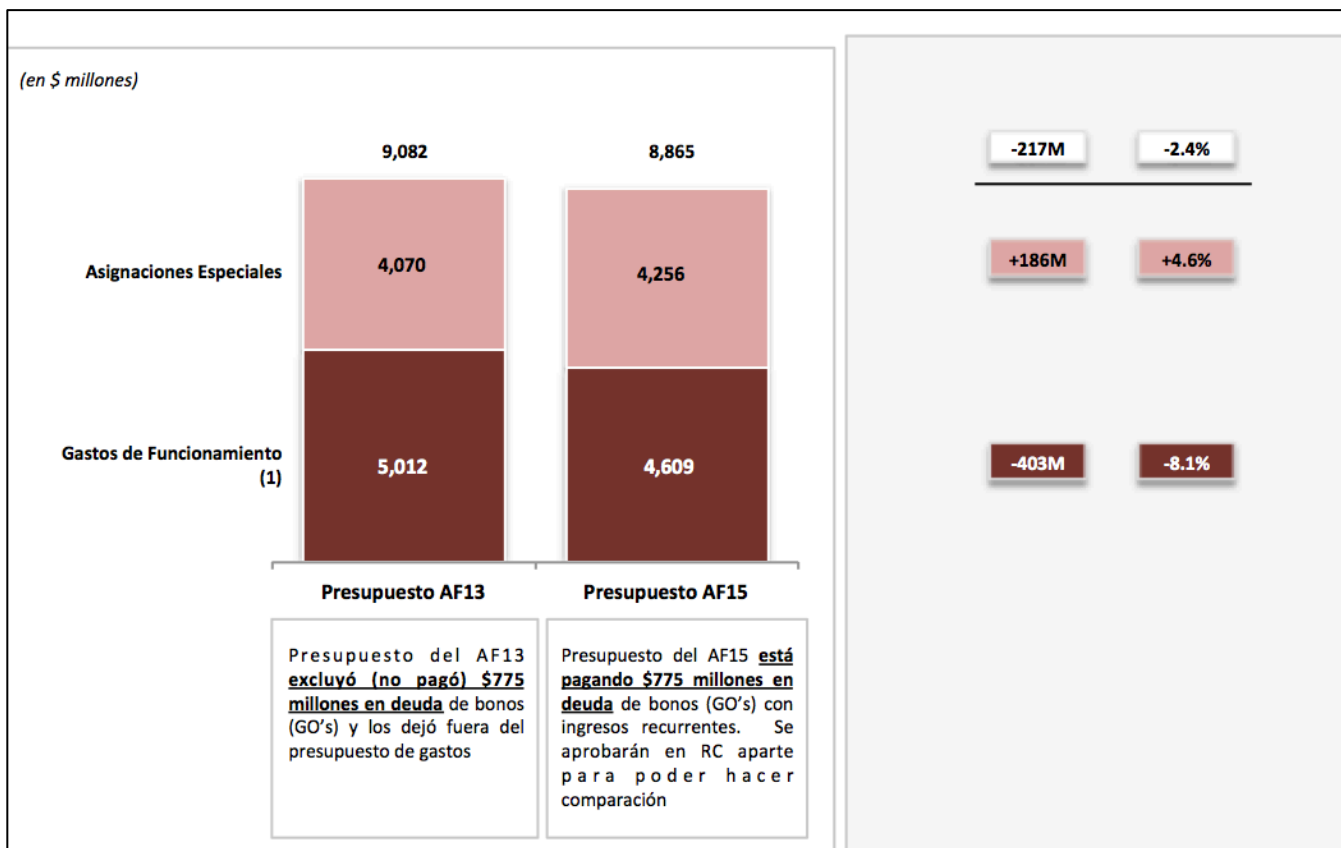 (en $ millones)
9,082
8,865
-217M
-2.4%
Asignaciones Especiales
4,070
4,256
+186M
+4.6%
Gastos de Funcionamiento
(1)
5,012
4,609
-403M
-8.1%
Presupuesto AF13
Presupuesto AF15
Presupuesto del AF13
excluyó (no pagó) $775
millones en deuda de bonos
(GO's) y los dejó fuera del
presupuesto de gastos
Presupuesto del AF15 está
pagando $775 millones en
deuda de bonos (GO's) con
ingresos recurrentes. Se
aprobarán en RC aparte
para poder hacer
comparación